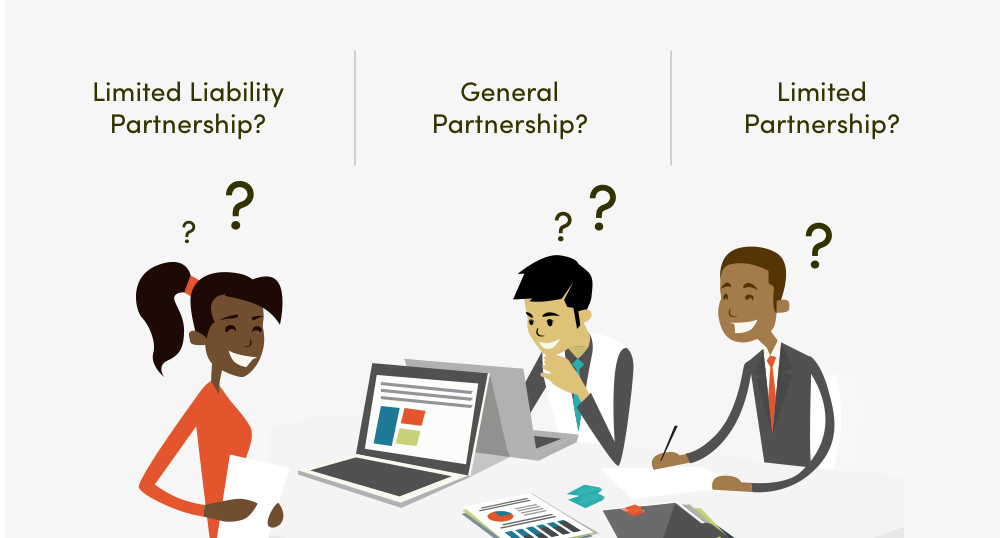 Limited Liability
Partnership?
General
Partnership?
Limited
Partnership?
? ?
? ?
?